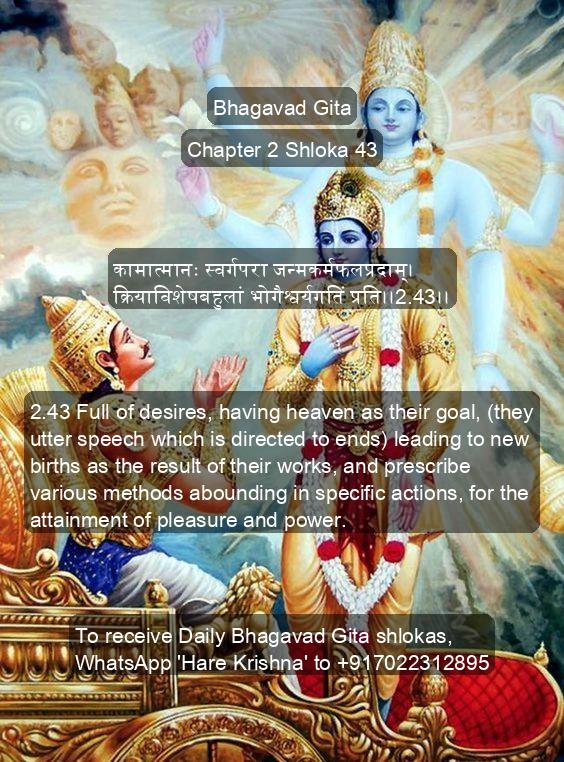 Bhagavad Gita
Chapter 2 Shloka 43
कामात्मानः स्वर्गपरा जन्मकर्मफलप्रदाम्।
क्रियाविशेषबहुलां भोगैश्वर्यगतिं प्रति।।2.43।।
2.43 Full of desires, having heaven as their goal, (they
utter speech which is directed to ends) leading to new
births as the result of their works, and prescribe
various methods abounding in specific actions, for the
attainment of pleasure and power.
To receive Daily Bhagavad Gita shlokas,
WhatsApp 'Hare Krishna' to +917022312895